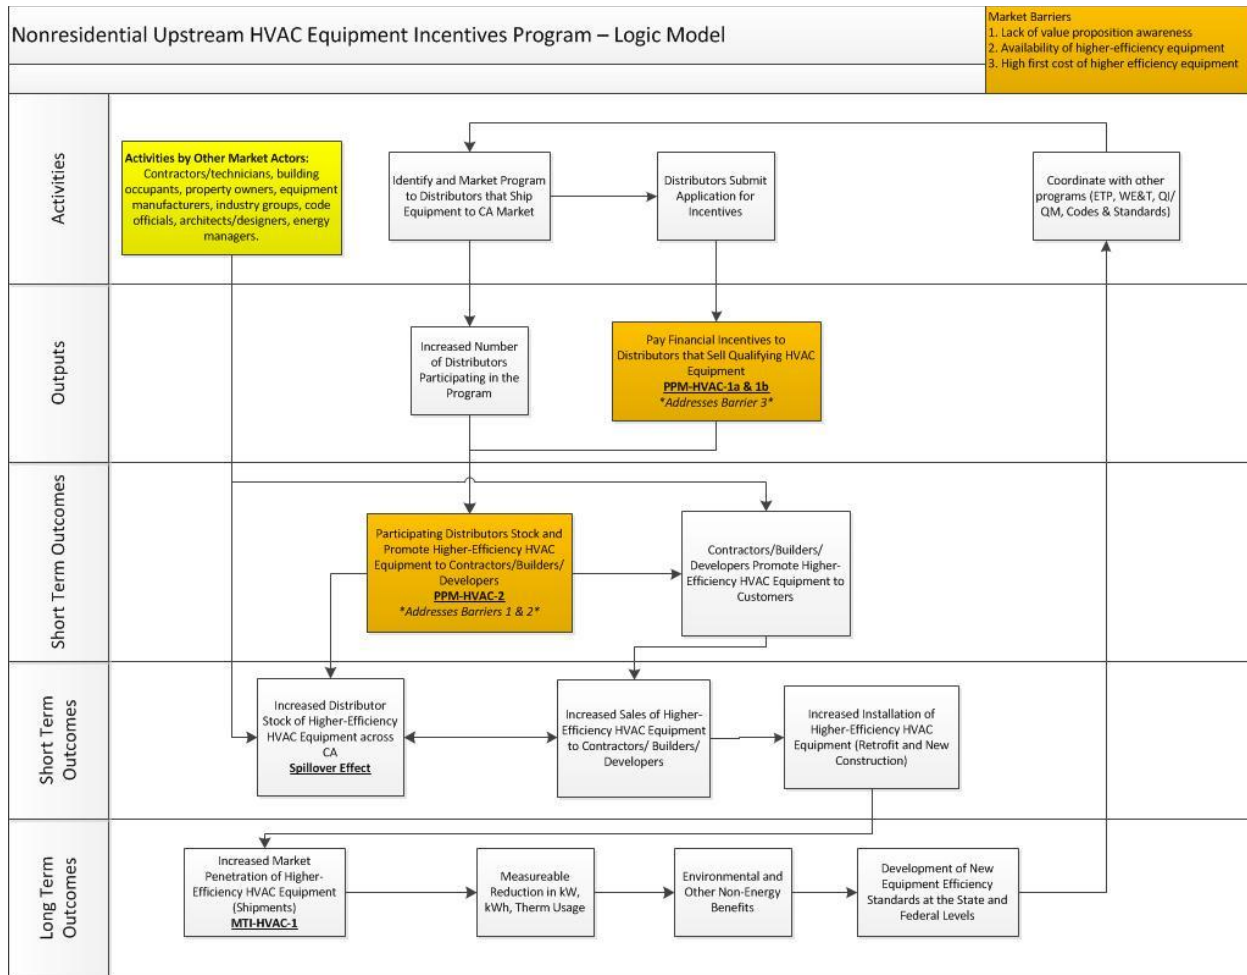 Nonresidential Upstream HVAC Equipment Incentives Program – Logic Model
Market Barriers
1. Lack of value proposition awareness
2. Availability of higher-efficiency equipment
3. High first cost of higher efficiency equipment
Activities
Activities by Other Market Actors:
Contractors/technicians, building
occupants, property owners, equipment
manufacturers, industry groups, code
officials, architects/designers, energy
managers.
Identify and Market Program
to Distributors that Ship
Equipment to CA Market
Distributors Submit
Application for
Incentives
Coordinate with other
programs (ETP, WE&T, QI/
QM, Codes & Standards)
Outputs
Increased Number
of Distributors
Participating in the
Program
Pay Financial Incentives to
Distributors that Sell Qualifying HVAC
Equipment
PPM-HVAC-1a & 1b
*Addresses Barrier 3*
Short Term Outcomes
Participating Distributors Stock and
Promote Higher-Efficiency HVAC
Equipment to Contractors/Builders/
Developers
PPM-HVAC-2
*Addresses Barriers 1 & 2*
Contractors/Builders/
Developers Promote Higher-
Efficiency HVAC Equipment to
Customers
Short Term
Outcomes
Increased Distributor
Stock of Higher-Efficiency
HVAC Equipment across
CA
Spillover Effect
Increased Sales of Higher-
Efficiency HVAC Equipment
to Contractors/ Builders/
Developers
Increased Installation of
Higher-Efficiency HVAC
Equipment (Retrofit and New
Construction)
Long Term
Outcomes
Increased Market
Penetration of Higher-
Efficiency HVAC Equipment
(Shipments)
MTI-HVAC-1
Measureable
Reduction in kW,
kWh, Therm Usage
Environmental and
Other Non-Energy
Benefits
Development of New
Equipment Efficiency
Standards at the State and
Federal Levels